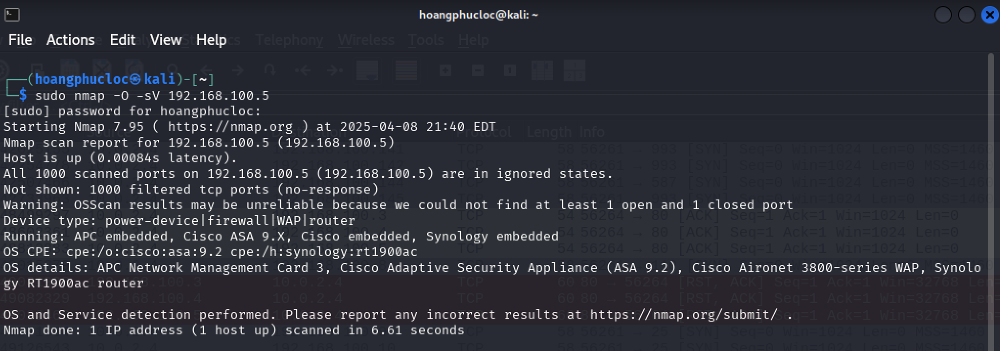 hoangphucloc@kali: ~
File Actions Edit View Help
Telephony Wireless Tools Help
┌──(hoangphucloc㉿kali)-[~]
└─$ sudo nmap -O -sV 192.168.100.5
[sudo] password for hoangphucloc:
Starting Nmap 7.95 ( https://nmap.org ) at 2025-04-08 21:40 EDT
Nmap scan report for 192.168.100.5 (192.168.100.5)
Host is up (0.00084s latency).
All 1000 scanned ports on 192.168.100.5 (192.168.100.5) are in ignored states.
Not shown: 1000 filtered tcp ports (no-response)
Warning: OSScan results may be unreliable because we could not find at least 1 open and 1 closed port
Device type: power-device|firewall|WAP|router
Running: APC embedded, Cisco ASA 9.X, Cisco embedded, Synology embedded
OS CPE: cpe:/o:cisco:asa:9.2 cpe:/h:synology:rt1900ac
OS details: APC Network Management Card 3, Cisco Adaptive Security Appliance (ASA 9.2), Cisco Aironet 3800-series WAP, Synolo
gy RT1900ac router
OS and Service detection performed. Please report any incorrect results at https://nmap.org/submit/ .
Nmap done: 1 IP address (1 host up) scanned in 6.61 seconds